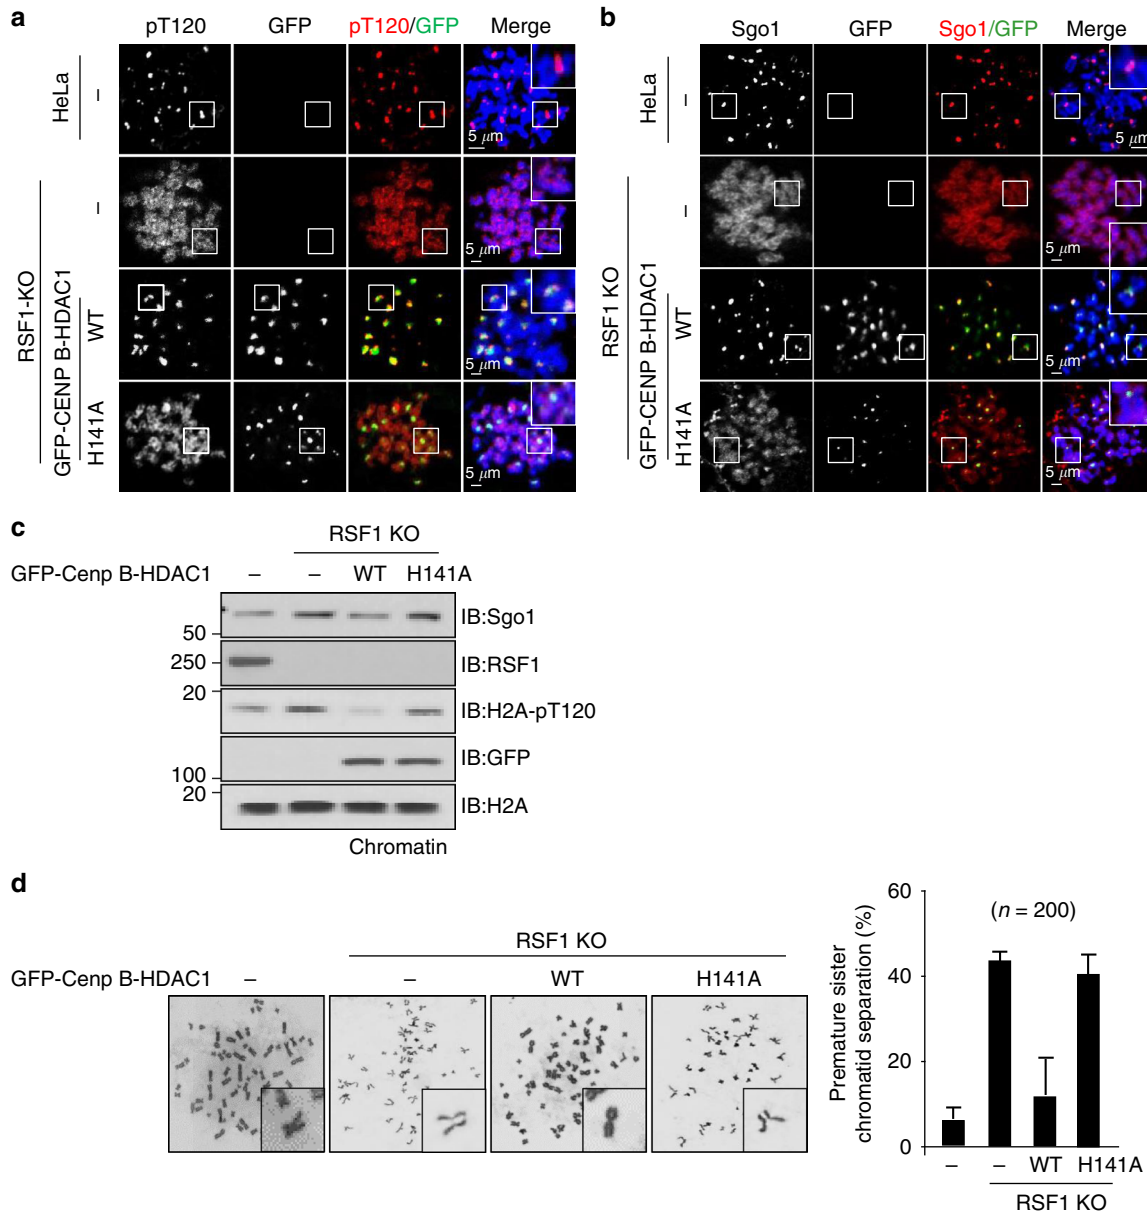 a
pT120 GFP pT120/GFP Merge
HeLa
–
RSF1-KO
GFP-CENP B-HDAC1
–
WT
H141A
5 μm
5 μm
5 μm
5 μm
b
Sgo1 GFP Sgo1/GFP Merge
HeLa
–
RSF1 KO
GFP-CENP B-HDAC1
–
WT
H141A
5 μm
5 μm
5 μm
5 μm
c
RSF1 KO
GFP-Cenp B-HDAC1 – – WT H141A
IB:Sgo1
50
250 IB:RSF1
20
IB:H2A-pT120
IB:GFP
100
20
IB:H2A
Chromatin
d
RSF1 KO
GFP-Cenp B-HDAC1 – – WT H141A
Premature sister
chromatid separation (%)
60
40
20
0
(n = 200)
– – WT H141A
RSF1 KO